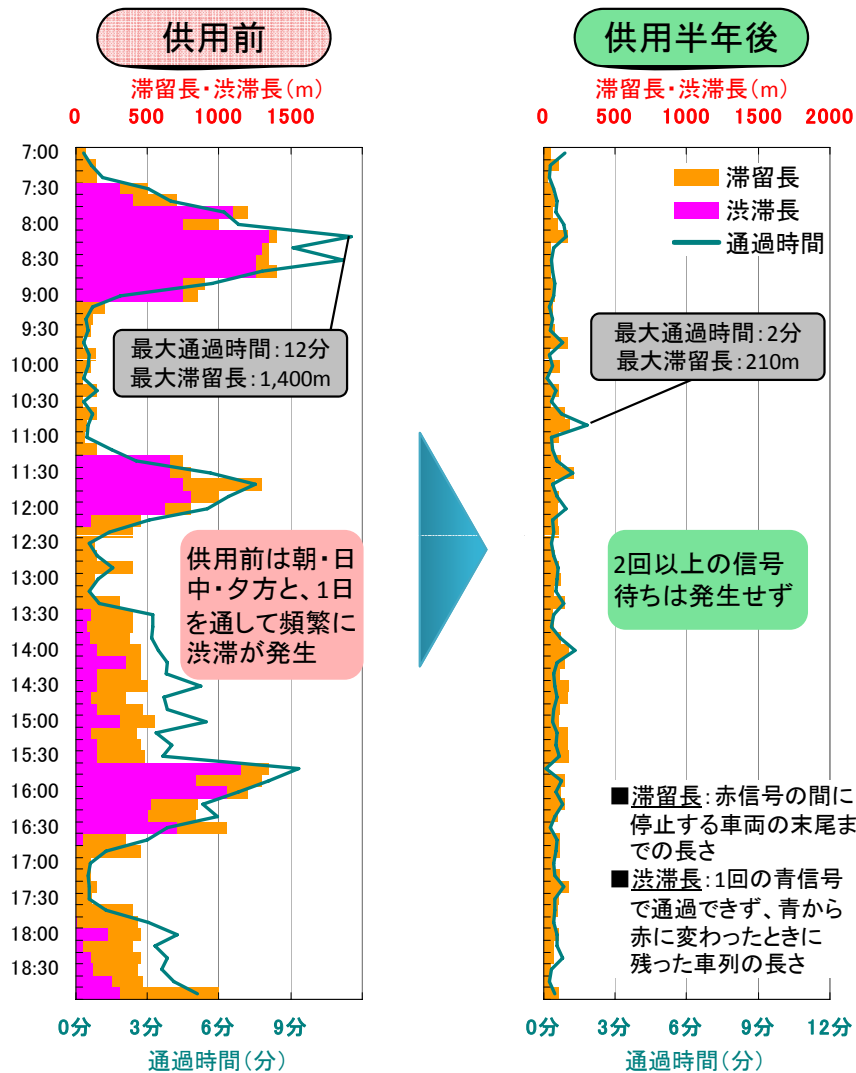 供用前
滞留長・渋滞長(m)
0 500 1000 1500
7:00
7:30
8:00
8:30
9:00
9:30
10:00
10:30
11:00
11:30
12:00
12:30
13:00
13:30
14:00
14:30
15:00
15:30
16:00
16:30
17:00
17:30
18:00
18:30
最大通過時間:12分
最大滞留長:1,400m
供用前は朝・日
中・夕方と、1日
を通して頻繁に
渋滞が発生
0分 3分 6分 9分
通過時間(分)
供用半年後
滞留長・渋滞長(m)
0 500 1000 1500 2000
滞留長
渋滞長
通過時間
最大通過時間:2分
最大滞留長:210m
2回以上の信号
待ちは発生せず
■滞留長:赤信号の間に
停止する車両の末尾ま
での長さ
■渋滞長:1回の青信号
で通過できず、青から
赤に変わったときに
残った車列の長さ
0分 3分 6分 9分 12分
通過時間(分)